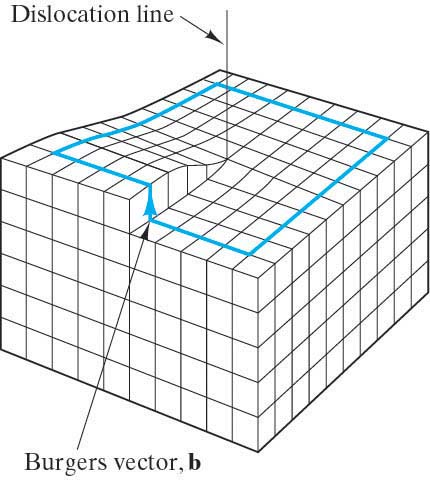 Dislocation line
Burgers vector, b